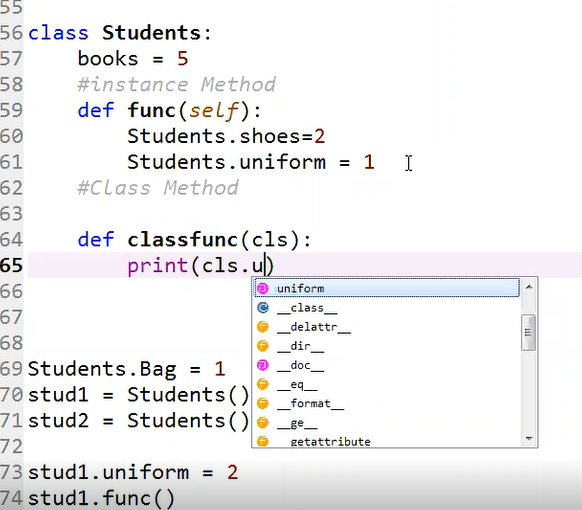 55
56 class Students:
57     books = 5
58     #instance Method
59     def func(self):
60         Students.shoes=2
61         Students.uniform = 1
62     #Class Method
63
64     def classfunc(cls):
65         print(cls.u)
66 uniform
__class__
67 __delattr__
__dir__
68 __doc__
__eq__
69 Students.Bag = 1
__format__
70 stud1 = Students()
__ge__
71 stud2 = Students()
__getattribute__
72
73 stud1.uniform = 2
74 stud1.func()